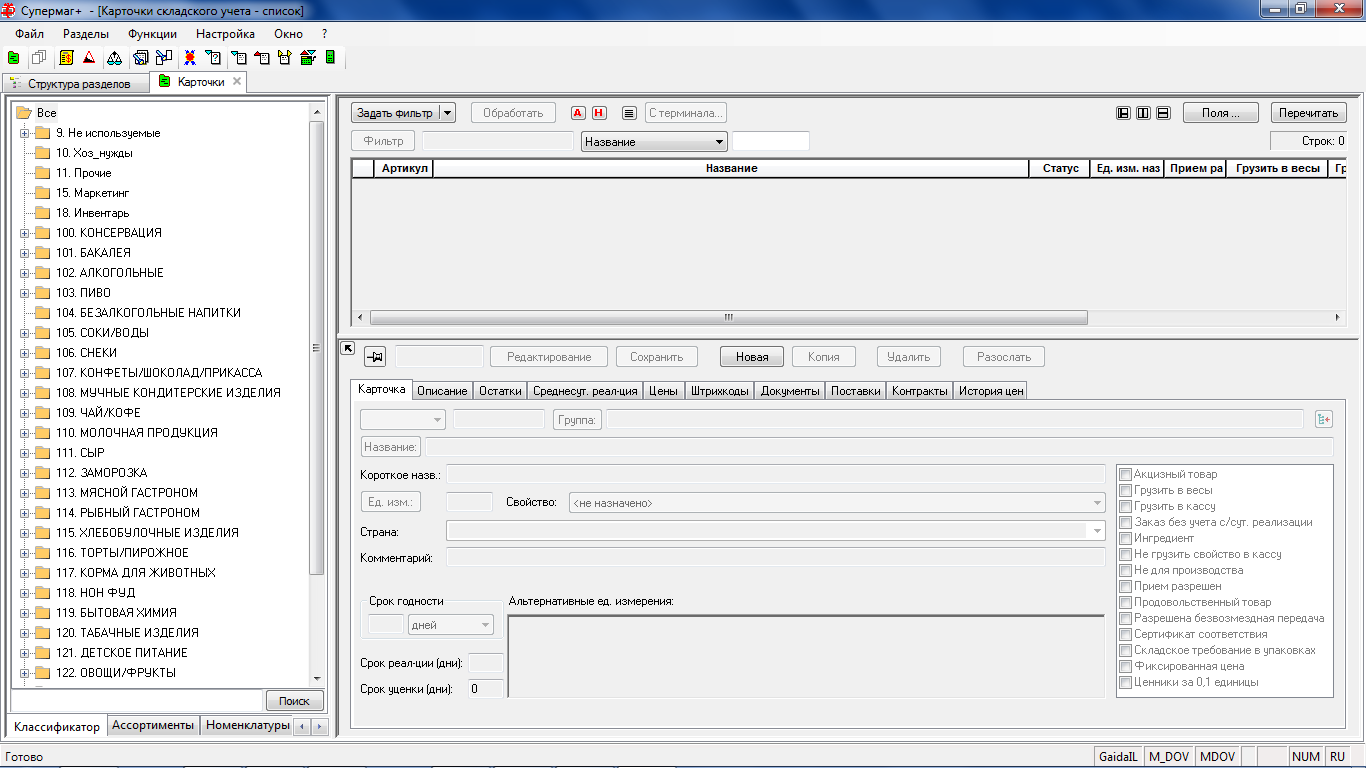 Супермаг+ - [Карточки складского учета - список]
Файл Разделы Функции Настройка Окно ?
Структура разделов Карточки
Все
9. Не используемые
10. Хоз_нужды
11. Прочие
15. Маркетинг
18. Инвентарь
100. КОНСЕРВАЦИЯ
101. БАКАЛЕЯ
102. АЛКОГОЛЬНЫЕ
103. ПИВО
104. БЕЗАЛКОГОЛЬНЫЕ НАПИТКИ
105. СОКИ/ВОДЫ
106. СНЕКИ
107. КОНФЕТЫ/ШОКОЛАД/ПРИКАССА
108. МУЧНЫЕ КОНДИТЕРСКИЕ ИЗДЕЛИЯ
109. ЧАЙ/КОФЕ
110. МОЛОЧНАЯ ПРОДУКЦИЯ
111. СЫР
112. ЗАМОРОЗКА
113. МЯСНОЙ ГАСТРОНОМ
114. РЫБНЫЙ ГАСТРОНОМ
115. ХЛЕБОБУЛОЧНЫЕ ИЗДЕЛИЯ
116. ТОРТЫ/ПИРОЖНОЕ
117. КОРМА ДЛЯ ЖИВОТНЫХ
118. НОН ФУД
119. БЫТОВАЯ ХИМИЯ
120. ТАБАЧНЫЕ ИЗДЕЛИЯ
121. ДЕТСКОЕ ПИТАНИЕ
122. ОВОЩИ/ФРУКТЫ
Поиск
Классификатор Ассортименты Номенклатуры
Задать фильтр Обработать А Н С терминала... Поля ... Перечитать
Фильтр Название Строк: 0
Артикул Название Статус Ед. изм. наз Прием ра Грузить в весы Гр
Редактирование Сохранить Новая Копия Удалить Разослать
Карточка Описание Остатки Среднесут. реал-ция Цены Штрихкоды Документы Поставки Контракты История цен
Группа:
Название:
Короткое назв.:
Ед. изм.: Свойство: <не назначено>
Страна:
Комментарий:
Срок годности Альтернативные ед. измерения:
дней
Срок реал-ции (дни):
Срок уценки (дни): 0
Акцизный товар
Грузить в весы
Грузить в кассу
Заказ без учета с/сут. реализации
Ингредиент
Не грузить свойство в кассу
Не для производства
Прием разрешен
Продовольственный товар
Разрешена безвозмездная передача
Сертификат соответствия
Складское требование в упаковках
Фиксированная цена
Ценники за 0,1 единицы
Готово GaidaIL M_DOV MDOV NUM RU